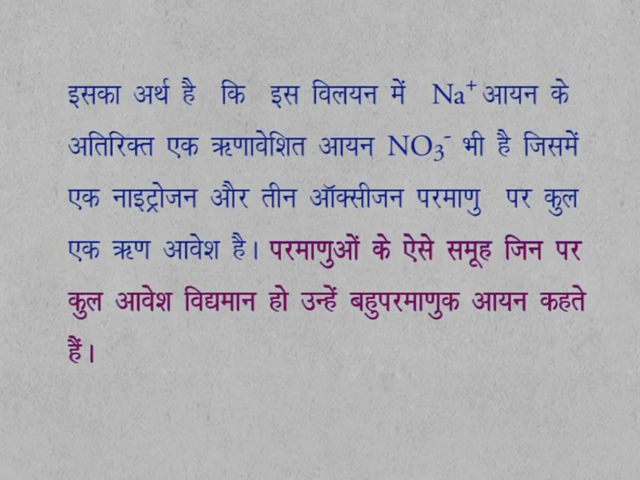 इसका अर्थ है कि इस विलयन में Na⁺ आयन के
अतिरिक्त एक ऋणावेशित आयन NO₃⁻ भी है जिसमें
एक नाइट्रोजन और तीन ऑक्सीजन परमाणु पर कुल
एक ऋण आवेश है। परमाणुओं के ऐसे समूह जिन पर
कुल आवेश विद्यमान हो उन्हें बहुपरमाणुक आयन कहते
हैं।